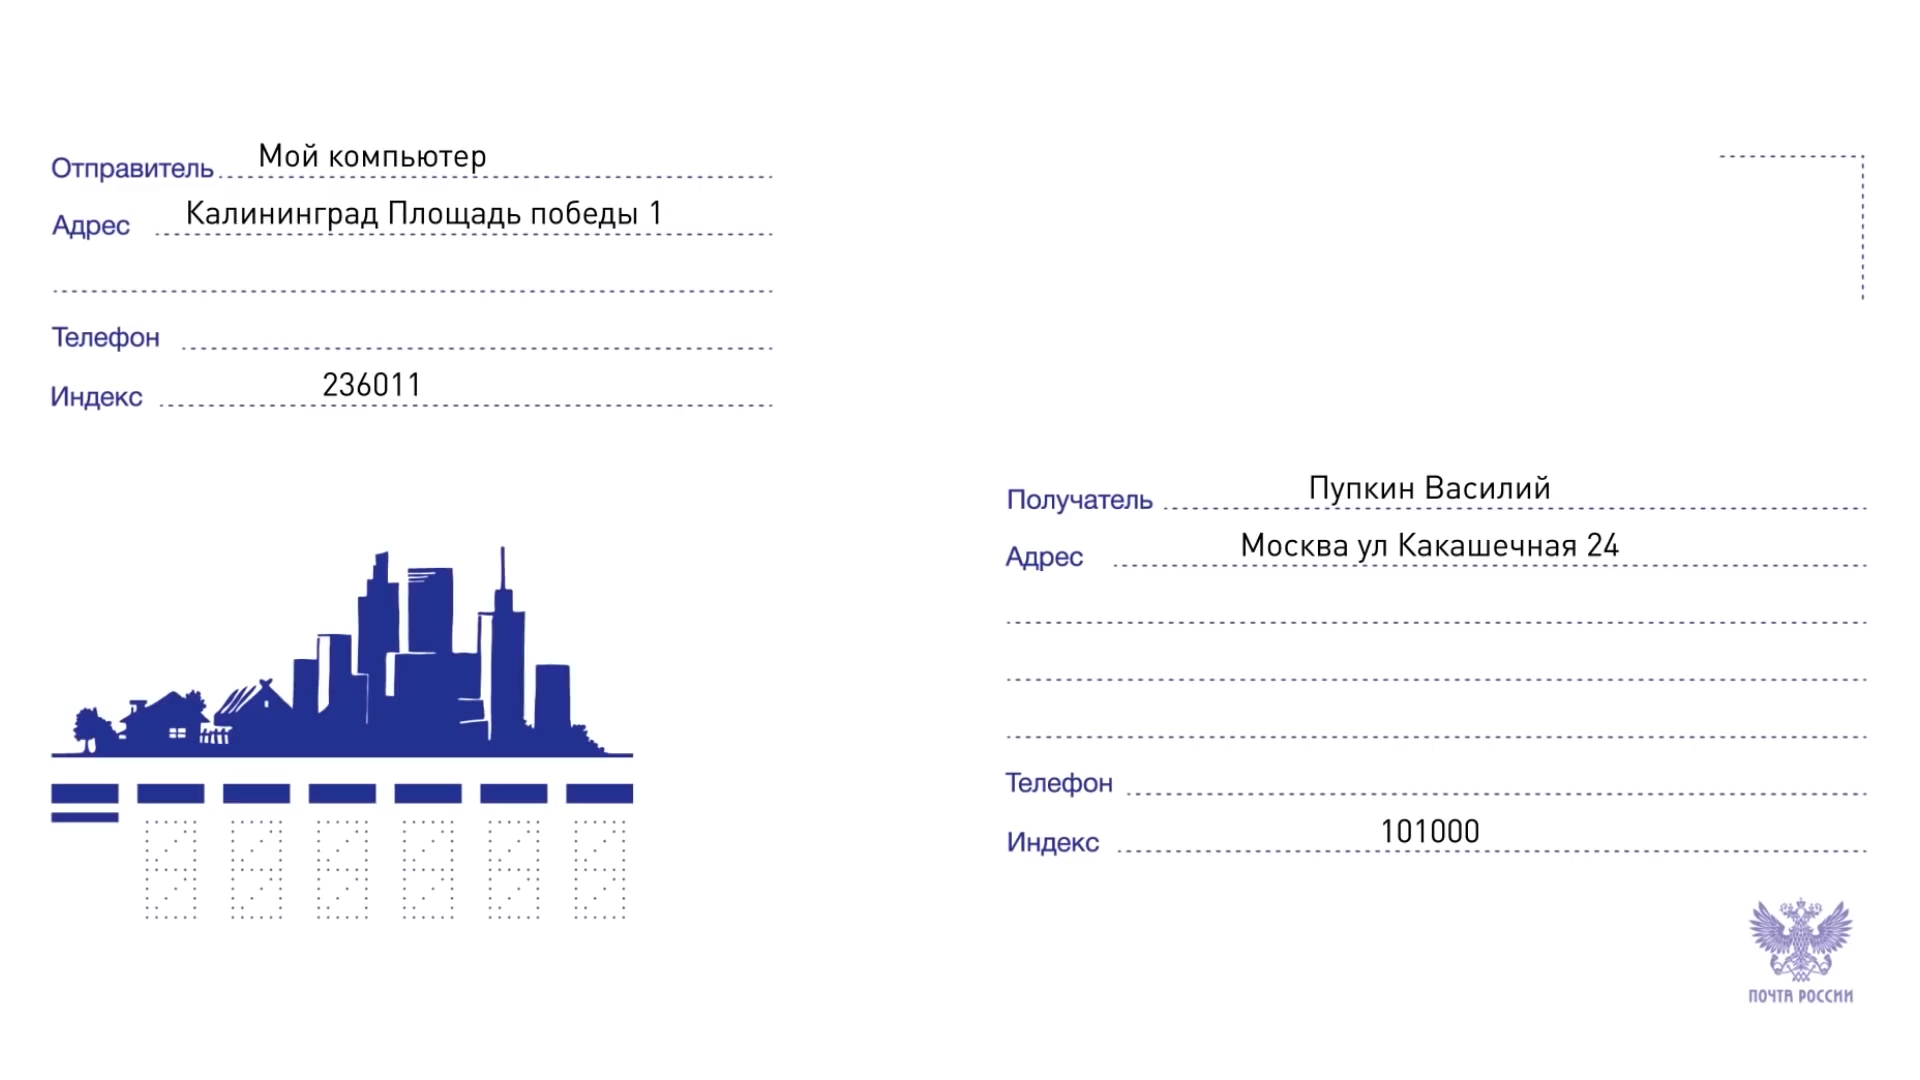 Отправитель Мой компьютер
Адрес Калининград Площадь победы 1
Телефон
Индекс 236011
Получатель Пупкин Василий
Адрес Москва ул Какашечная 24
Телефон
Индекс 101000
ПОЧТА РОССИИ